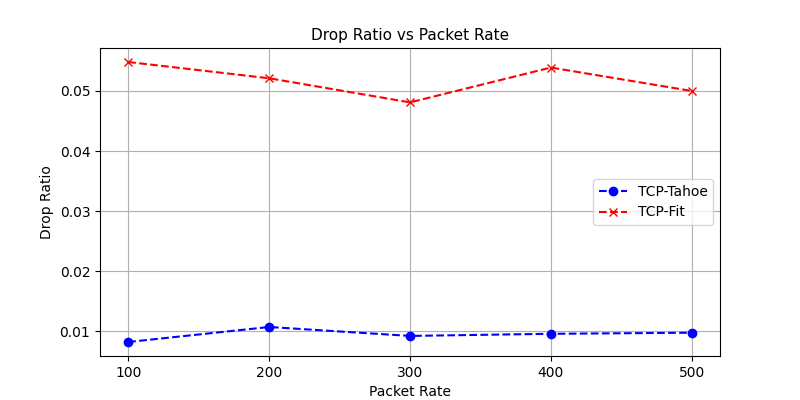 Drop Ratio vs Packet Rate
Drop Ratio
0.05
0.04
0.03
0.02
0.01
TCP-Tahoe
TCP-Fit
100 200 300 400 500
Packet Rate